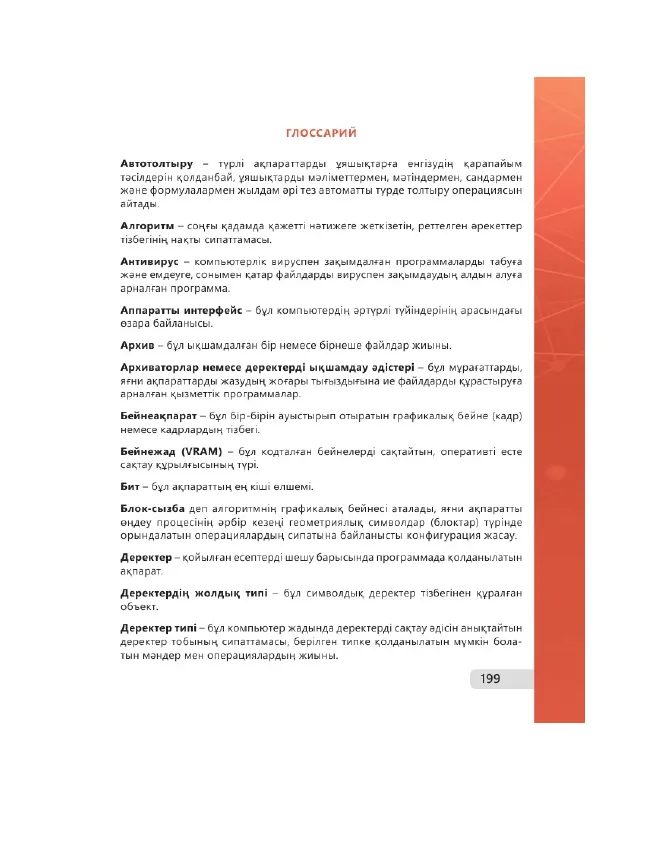 ГЛОССАРИЙ
Автотолтыру – түрлі ақпараттарды ұяшықтарға енгізудің қарапайым
тәсілдерін қолданбай, ұяшықтарды мәліметтермен, мәтіндермен, сандармен
және формулалармен жылдам әрі тез автоматты түрде толтыру операциясын
айтады.
Алгоритм – соңғы қадамда қажетті нәтижеге жеткізетін, реттелген әрекеттер
тізбегінің нақты сипаттамасы.
Антивирус – компьютерлік вируспен зақымдалған программаларды табуға
және емдеуге, сонымен қатар файлдарды вируспен зақымдаудың алдын алуға
арналған программа.
Аппаратты интерфейс – бұл компьютердің әртүрлі түйіндерінің арасындағы
өзара байланысы.
Архив – бұл ықшамдалған бір немесе бірнеше файлдар жиыны.
Архиваторлар немесе деректерді ықшамдау әдістері – бұл мұрағаттарды,
яғни ақпараттарды жазудың жоғары тығыздығына ие файлдарды құрастыруға
арналған қызметтік программалар.
Бейнеақпарат – бұл бір-бірін ауыстырып отыратын графикалық бейне (кадр)
немесе кадрлардың тізбегі.
Бейнежад (VRAM) – бұл кодталған бейнелерді сақтайтын, оперативті есте
сақтау құрылғысының түрі.
Бит – бұл ақпараттың ең кіші өлшемі.
Блок-сызба деп алгоритмнің графикалық бейнесі аталады, яғни ақпаратты
өңдеу процесінің әрбір кезеңі геометриялық символдар (блоктар) түрінде
орындалатын операциялардың сипатына байланысты конфигурация жасау.
Деректер – қойылған есептерді шешу барысында программада қолданылатын
ақпарат.
Деректердің жолдық типі – бұл символдық деректер тізбегінен құралған
объект.
Деректер типі – бұл компьютер жадында деректерді сақтау әдісін анықтайтын
деректер тобының сипаттамасы, берілген типке қолданылатын мүмкін бола-
тын мәндер мен операциялардың жиыны.
199